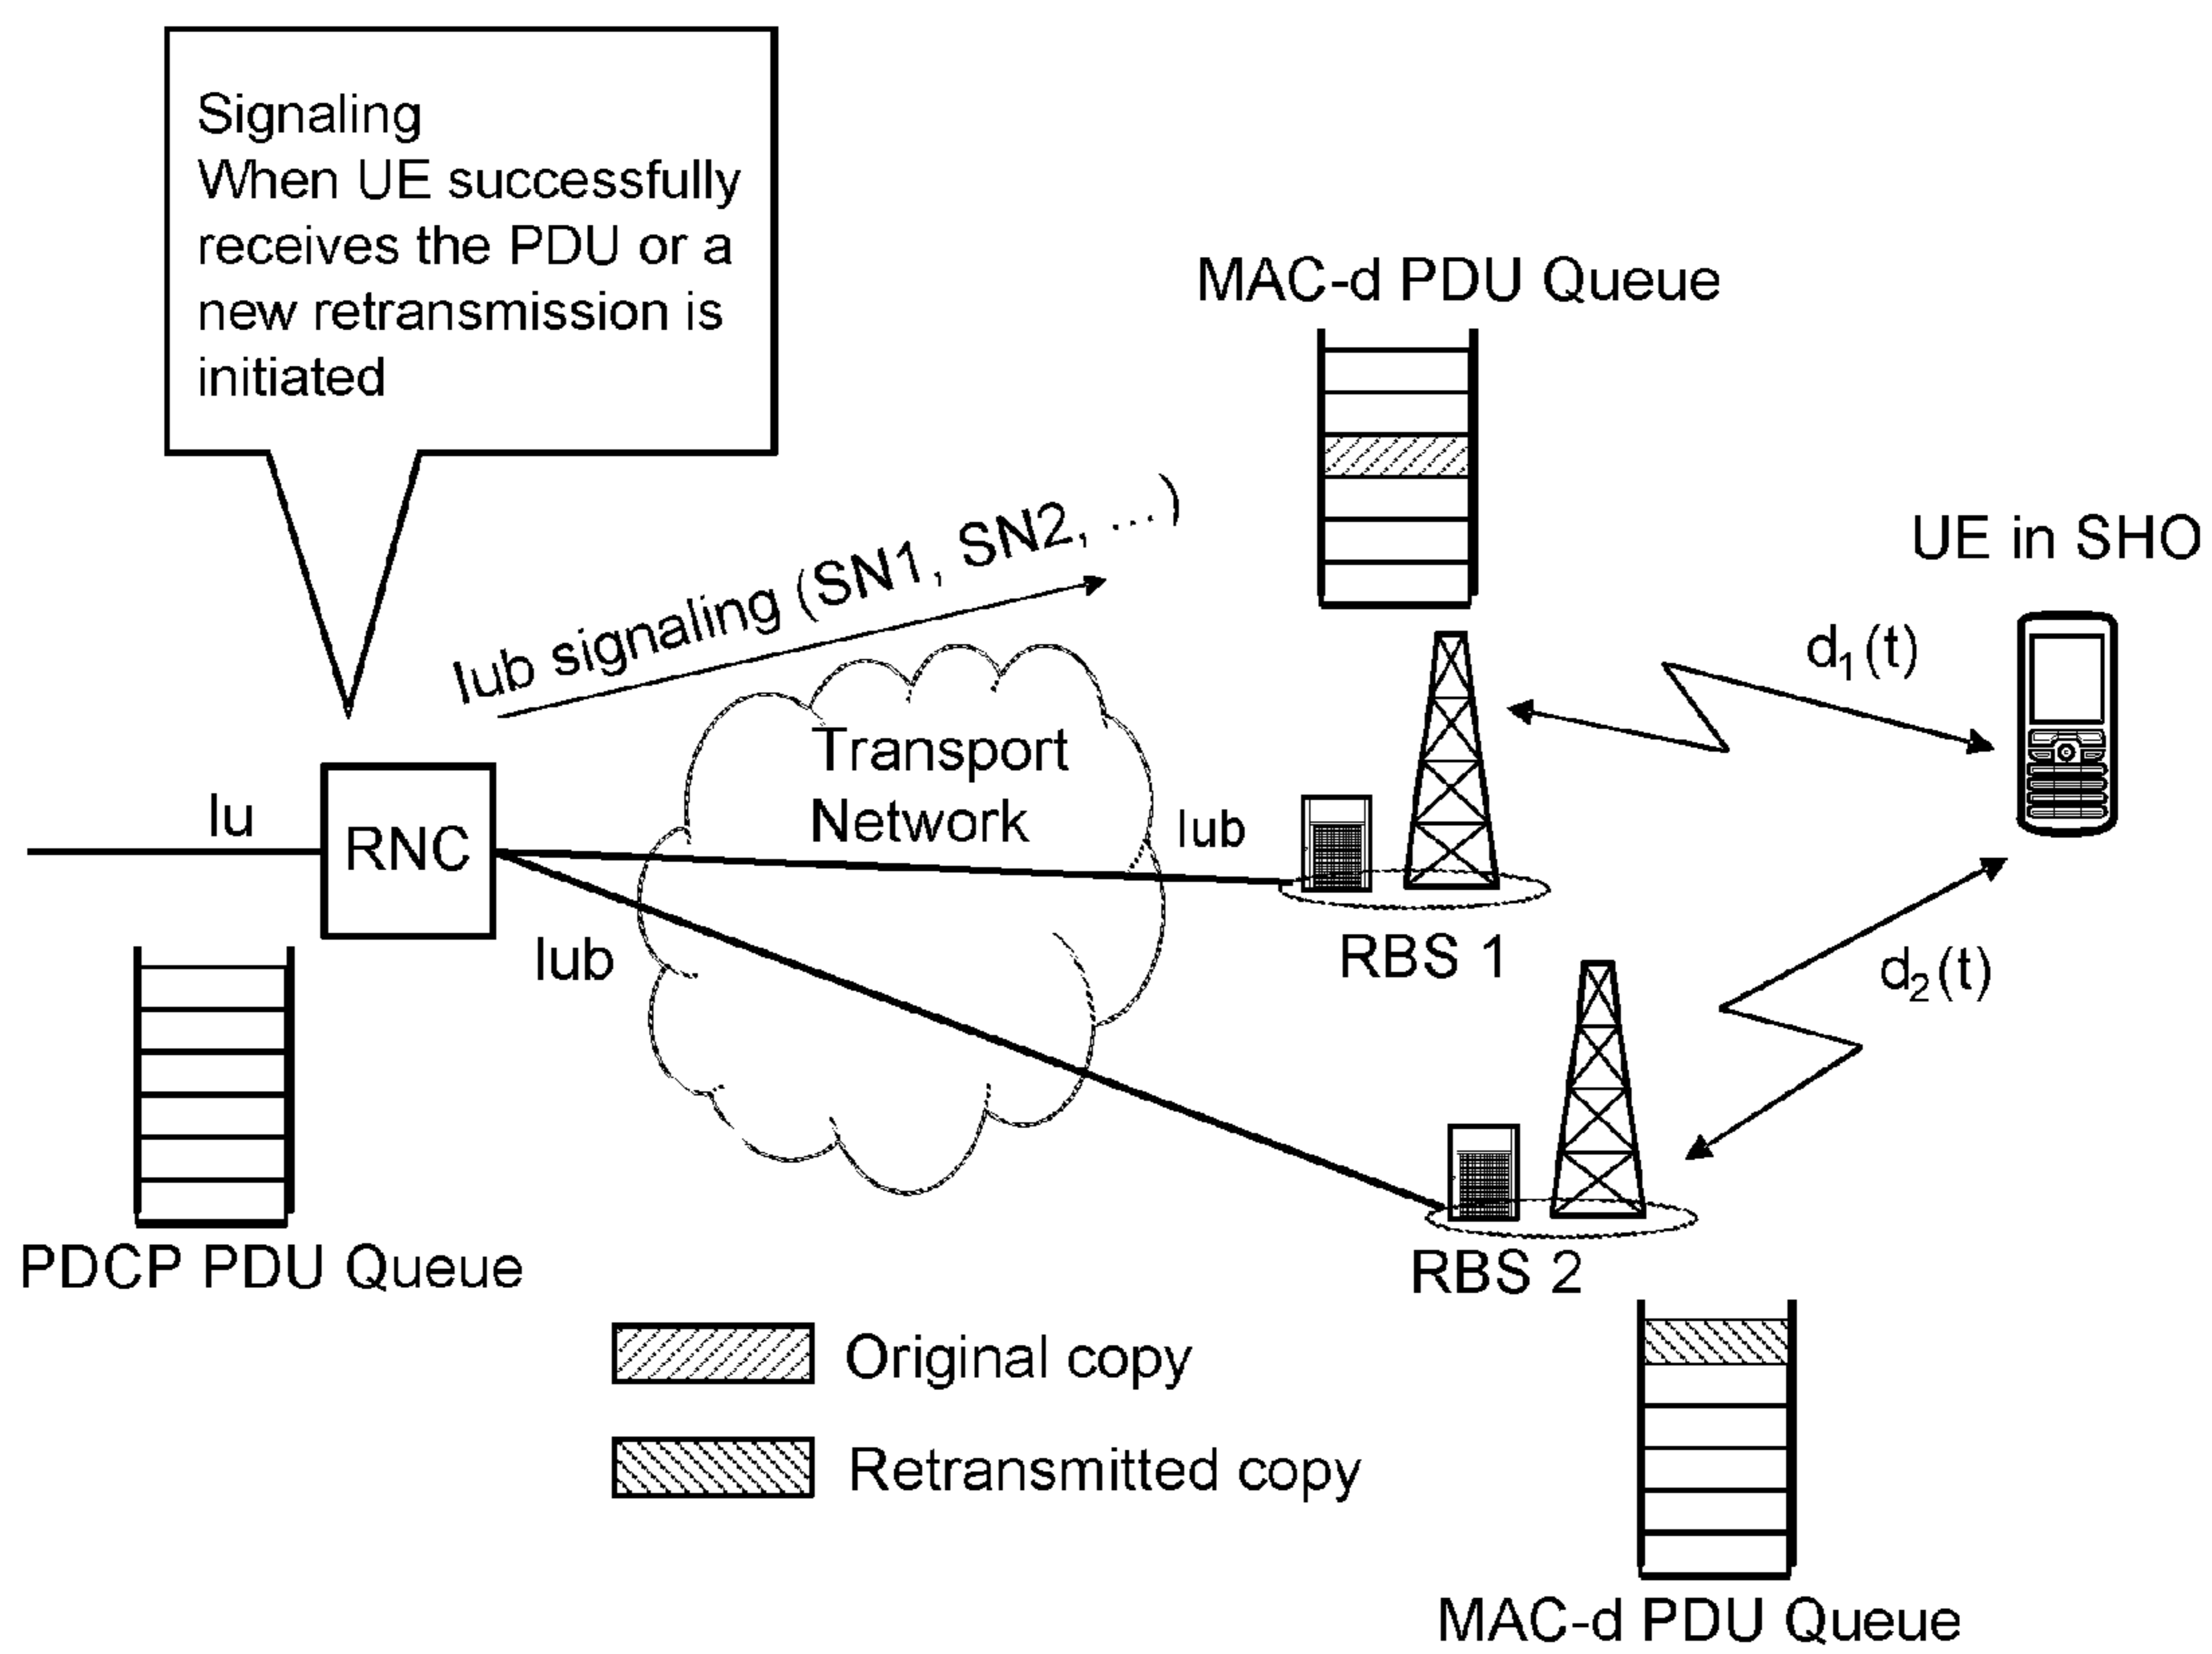 Signaling
When UE successfully
receives the PDU or a
new retransmission is
initiated
MAC-d PDU Queue
UE in SHO
Iub signaling (SN1, SN2, ...)
d1(t)
Transport
Network
Iu
RNC
Iub
Iub
RBS 1
d2(t)
PDCP PDU Queue
RBS 2
Original copy
Retransmitted copy
MAC-d PDU Queue